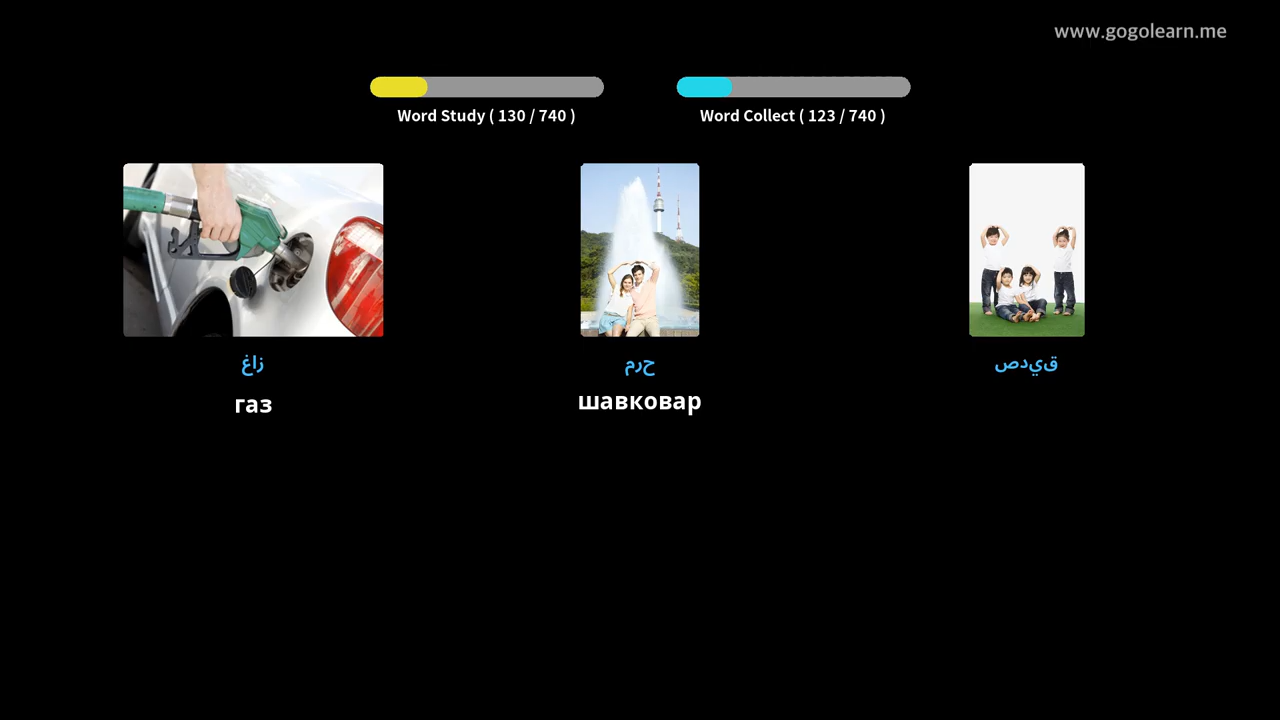 www.gogolearn.me
Word Study ( 130 / 740 )
Word Collect ( 123 / 740 )
زاغ
حرم
قيدص
газ
шавковар